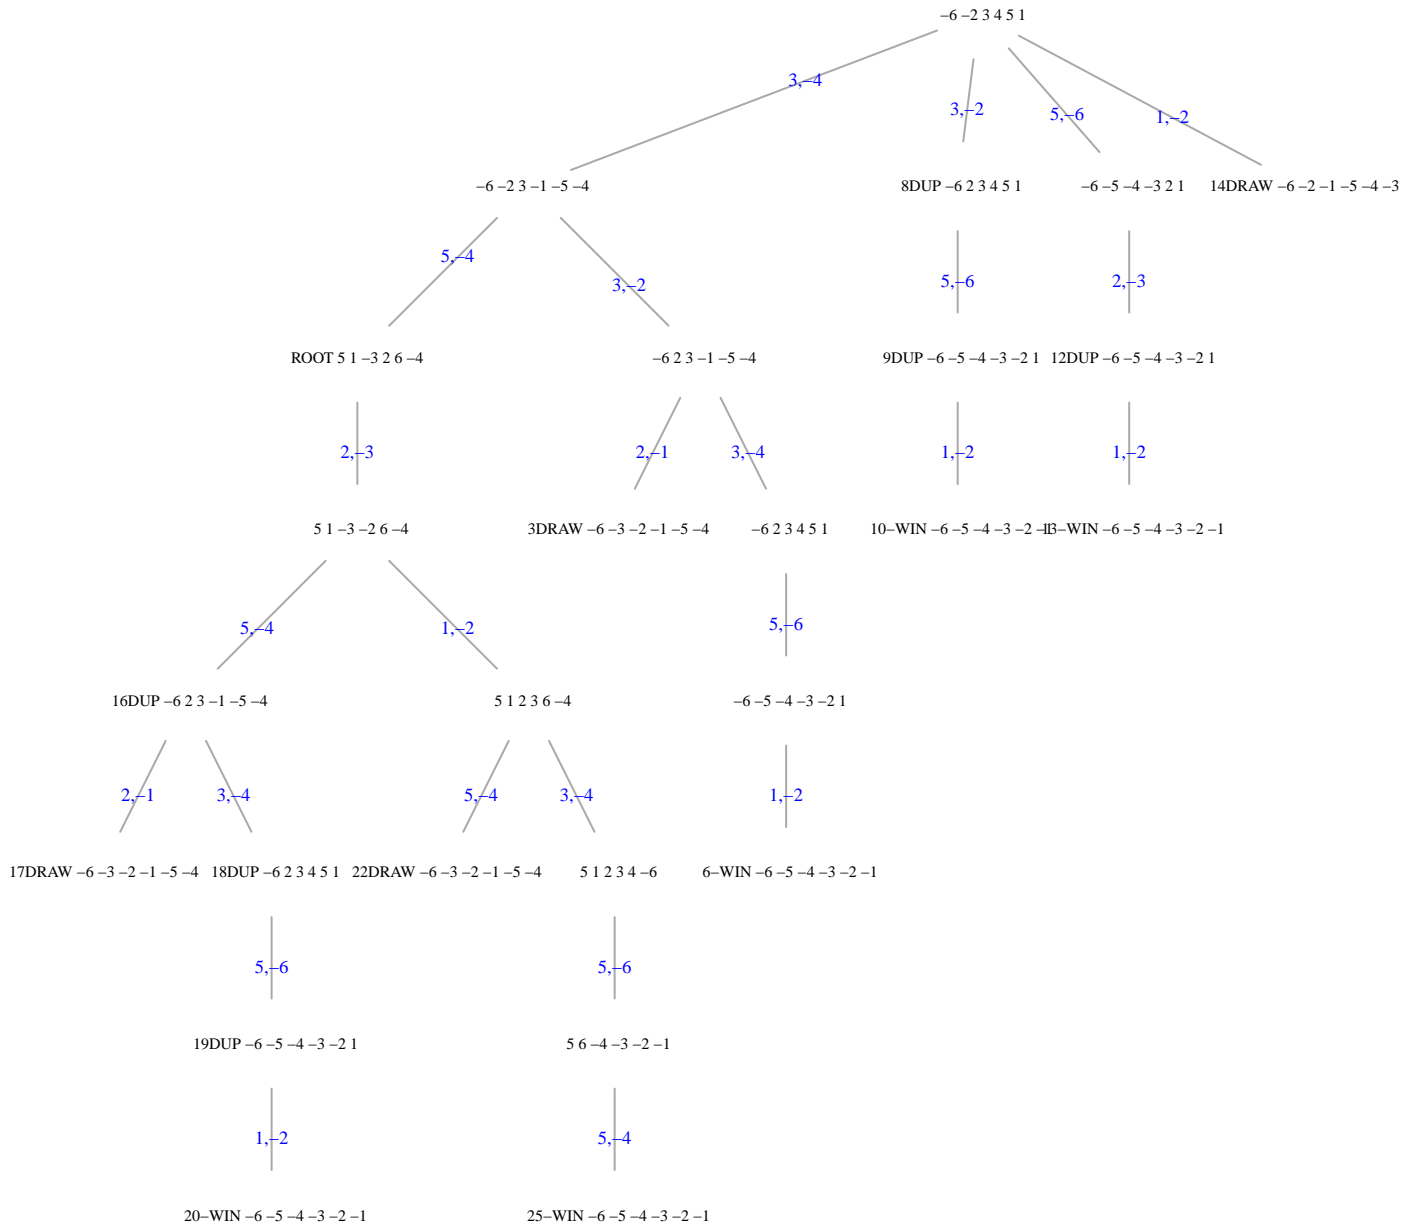 –6 –2 3 4 5 1
3,–4
3,–2
5,–6
1,–2
–6 –2 3 –1 –5 –4
8DUP –6 2 3 4 5 1
–6 –5 –4 –3 2 1
14DRAW –6 –2 –1 –5 –4 –3
5,–4
3,–2
5,–6
2,–3
ROOT 5 1 –3 2 6 –4
–6 2 3 –1 –5 –4
9DUP –6 –5 –4 –3 –2 1
12DUP –6 –5 –4 –3 –2 1
2,–3
2,–1
3,–4
1,–2
1,–2
5 1 –3 –2 6 –4
3DRAW –6 –3 –2 –1 –5 –4
–6 2 3 4 5 1
10–WIN –6 –5 –4 –3 –2 –1
13–WIN –6 –5 –4 –3 –2 –1
5,–4
1,–2
5,–6
16DUP –6 2 3 –1 –5 –4
5 1 2 3 6 –4
–6 –5 –4 –3 –2 1
2,–1
3,–4
5,–4
3,–4
1,–2
17DRAW –6 –3 –2 –1 –5 –4
18DUP –6 2 3 4 5 1
22DRAW –6 –3 –2 –1 –5 –4
5 1 2 3 4 –6
6–WIN –6 –5 –4 –3 –2 –1
5,–6
5,–6
19DUP –6 –5 –4 –3 –2 1
5 6 –4 –3 –2 –1
1,–2
5,–4
20–WIN –6 –5 –4 –3 –2 –1
25–WIN –6 –5 –4 –3 –2 –1